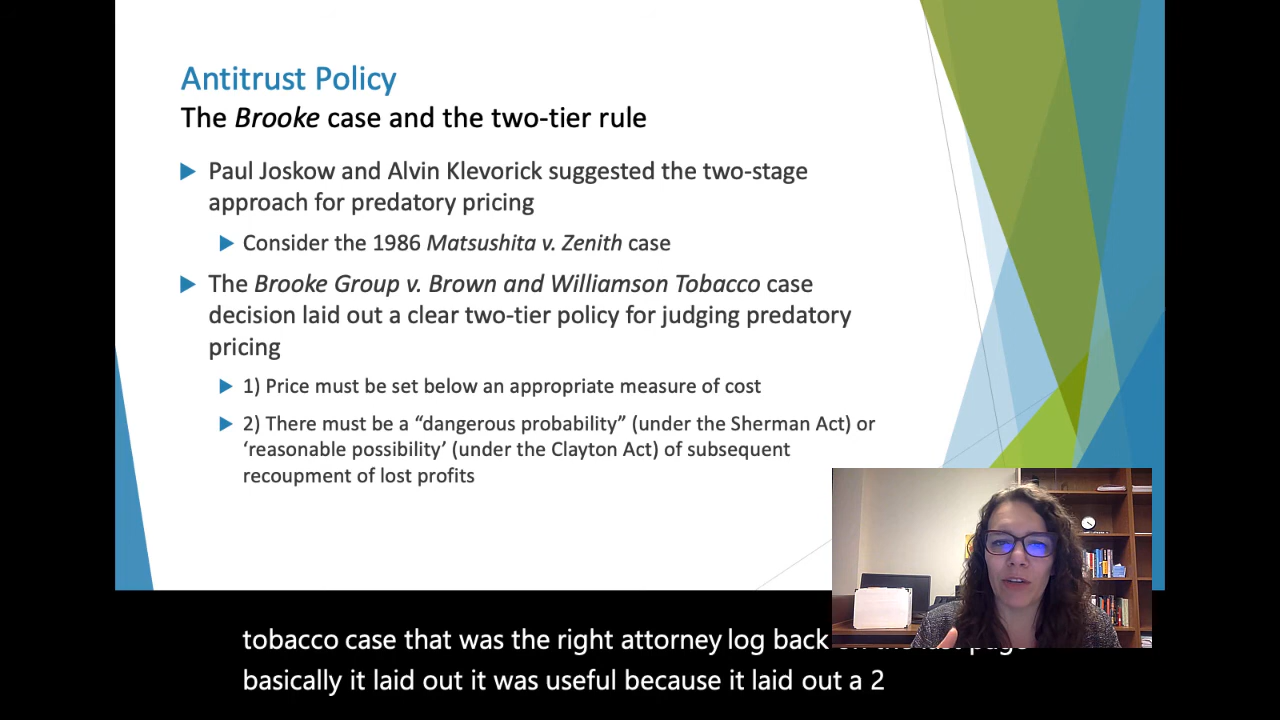 Antitrust Policy
The Brooke case and the two-tier rule
Paul Joskow and Alvin Klevorick suggested the two-stage
approach for predatory pricing
Consider the 1986 Matsushita v. Zenith case
The Brooke Group v. Brown and Williamson Tobacco case
decision laid out a clear two-tier policy for judging predatory
pricing
1) Price must be set below an appropriate measure of cost
2) There must be a “dangerous probability” (under the Sherman Act) or
‘reasonable possibility’ (under the Clayton Act) of subsequent
recoupment of lost profits
tobacco case that was the right attorney log back
basically it laid out it was useful because it laid out a 2